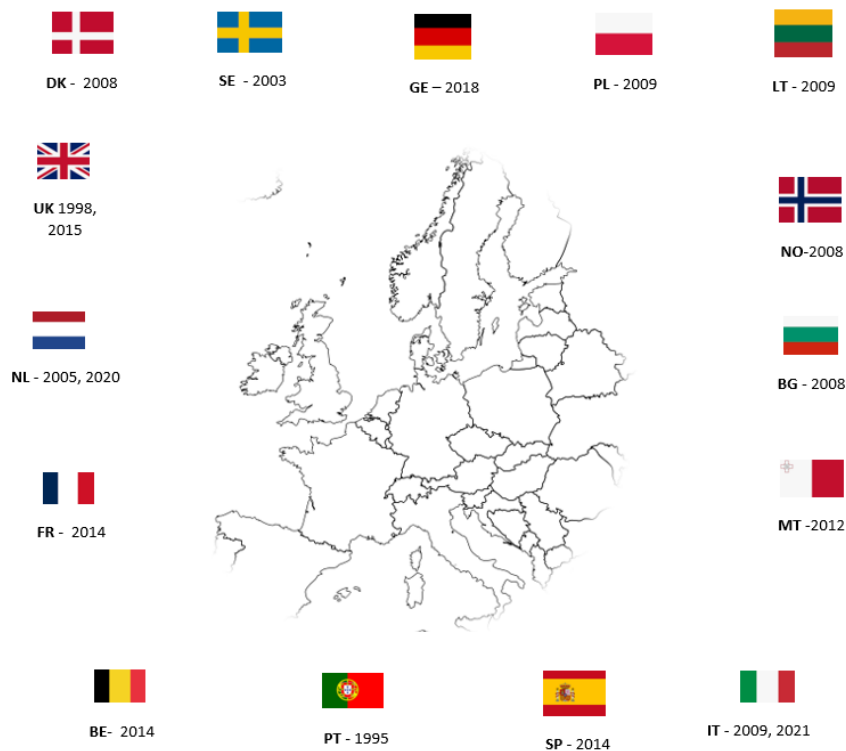 DK - 2008
SE - 2003
GE – 2018
PL - 2009
LT - 2009
UK 1998,
2015
NO-2008
NL - 2005, 2020
BG - 2008
FR - 2014
MT -2012
BE- 2014
PT - 1995
SP - 2014
IT - 2009, 2021